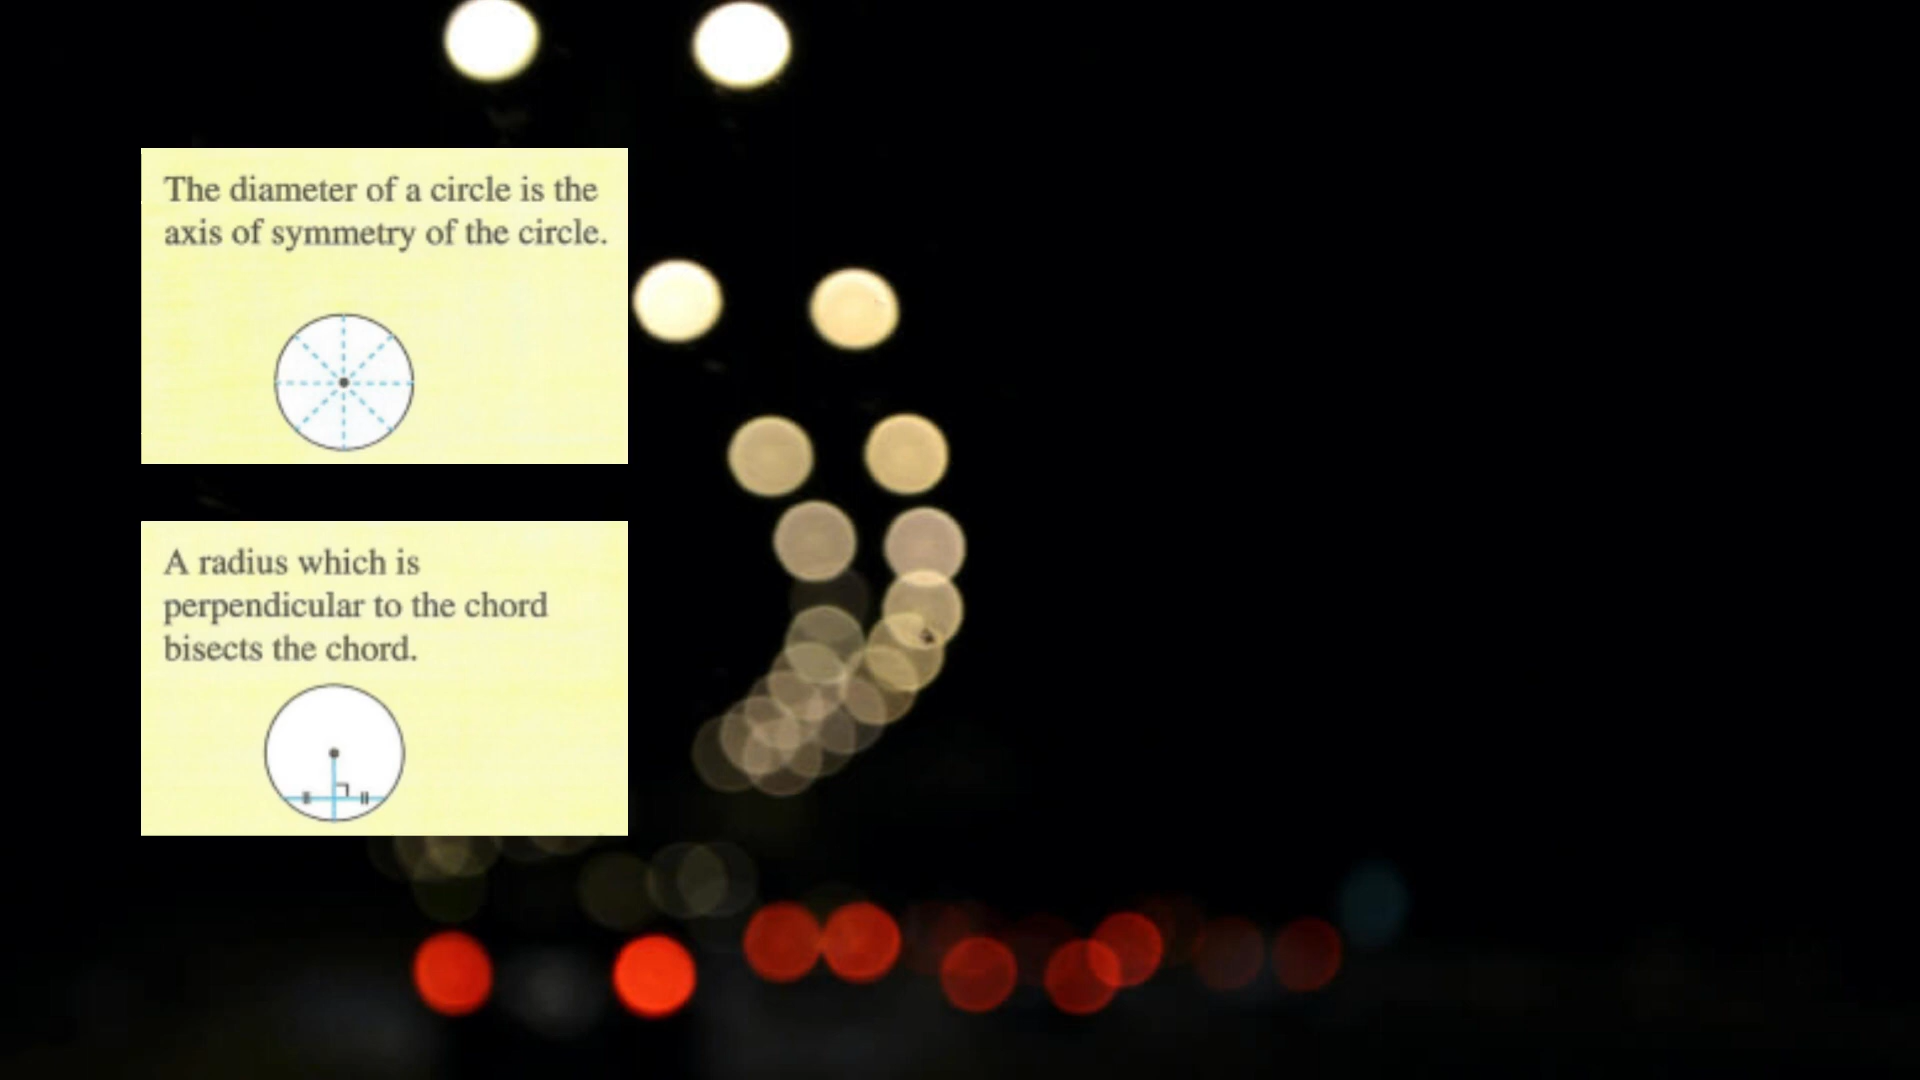 The diameter of a circle is the
axis of symmetry of the circle.
A radius which is
perpendicular to the chord
bisects the chord.